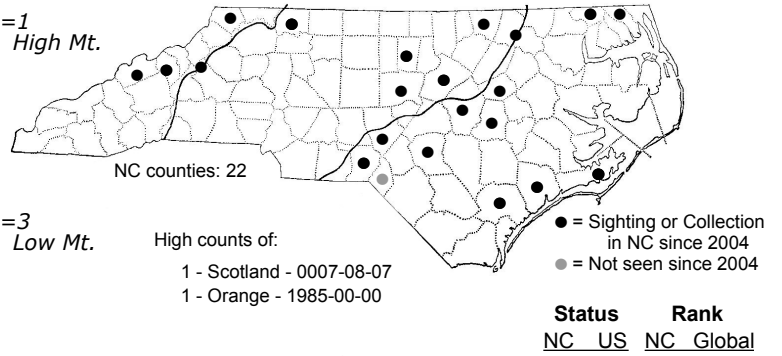 =1
High Mt.
NC counties: 22
=3
Low Mt.
High counts of:
1 - Scotland - 0007-08-07
1 - Orange - 1985-00-00
= Sighting or Collection
in NC since 2004
= Not seen since 2004
Status Rank
NC US NC Global